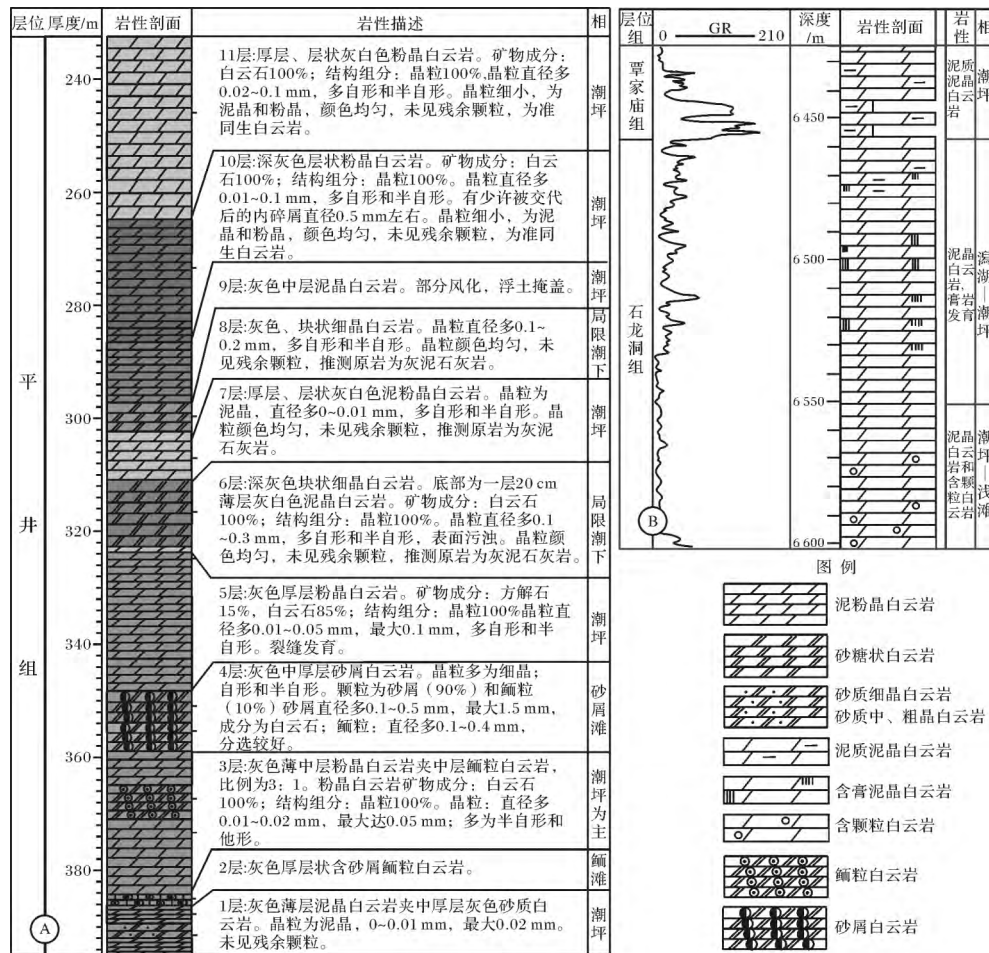 层位
厚度/m
岩性剖面
岩性描述
相
240
260
280
300
320
340
360
380
平
井
组
A
11层:厚层、层状灰白色粉晶白云岩。矿物成分：
白云石100%；结构组分：晶粒100%,晶粒直径多
0.02~0.1 mm，多自形和半自形。晶粒细小，为
泥晶和粉晶，颜色均匀，未见残余颗粒，为准
同生白云岩。
潮坪
10层:深灰色层状粉晶白云岩。矿物成分：白云
石100%；结构组分：晶粒100%。晶粒直径多
0.01~0.1 mm，多自形和半自形。有少许被交代
后的内碎屑直径0.5 mm左右。晶粒细小，为泥
晶和粉晶，颜色均匀，未见残余颗粒，为准同
生白云岩。
潮坪
9层:灰色中层泥晶白云岩。部分风化，浮土掩盖。
潮坪
8层:灰色、块状细晶白云岩。晶粒直径多0.1~
0.2 mm，多自形和半自形。晶粒颜色均匀，未
见残余颗粒，推测原岩为灰泥石灰岩。
局限潮下
7层:厚层、层状灰白色泥粉晶白云岩。晶粒为
泥晶，直径多0~0.01 mm，多自形和半自形。晶
粒颜色均匀，未见残余颗粒，推测原岩为灰泥
石灰岩。
潮坪
6层:深灰色块状细晶白云岩。底部为一层20 cm
薄层灰白色泥晶白云岩。矿物成分：白云石
100%；结构组分：晶粒100%。晶粒直径多0.1
~0.3 mm，多自形和半自形，表面污浊。晶粒颜
色均匀，未见残余颗粒，推测原岩为灰泥石灰岩。
局限潮下
5层:灰色厚层粉晶白云岩。矿物成分：方解石
15%，白云石85%；结构组分：晶粒100%晶粒直
径多0.01~0.05 mm，最大0.1 mm，多自形和半
自形。裂缝发育。
潮坪
4层:灰色中厚层砂屑白云岩。晶粒多为细晶；
自形和半自形。颗粒为砂屑（90%）和鲕粒
（10%）砂屑直径多0.1~0.5 mm，最大1.5 mm，
成分为白云石；鲕粒：直径多0.1~0.4 mm，
分选较好。
砂屑滩
3层:灰色薄中层粉晶白云岩夹中层鲕粒白云岩，
比例为3：1。粉晶白云岩矿物成分：白云石
100%；结构组分：晶粒100%。晶粒：直径多
0.01~0.02 mm，最大达0.05 mm；多为半自形和
他形。
潮坪为主
2层:灰色厚层状含砂屑鲕粒白云岩。
鲕滩
1层:灰色薄层泥晶白云岩夹中厚层灰色砂质白
云岩。晶粒为泥晶，0~0.01 mm，最大0.02 mm。
未见残余颗粒。
潮坪
层位
组
0 GR 210
深度
/m
岩性剖面
岩性
相
覃家庙组
石龙洞组
B
6 450
6 500
6 550
6 600
泥质泥晶白云岩
潮坪
泥晶白云岩,膏岩发育
潟湖—潮坪
泥晶白云岩和含颗粒白云岩
潮坪—浅滩
图 例
泥粉晶白云岩
砂糖状白云岩
砂质细晶白云岩
砂质中、粗晶白云岩
泥质泥晶白云岩
含膏泥晶白云岩
含颗粒白云岩
鲕粒白云岩
砂屑白云岩